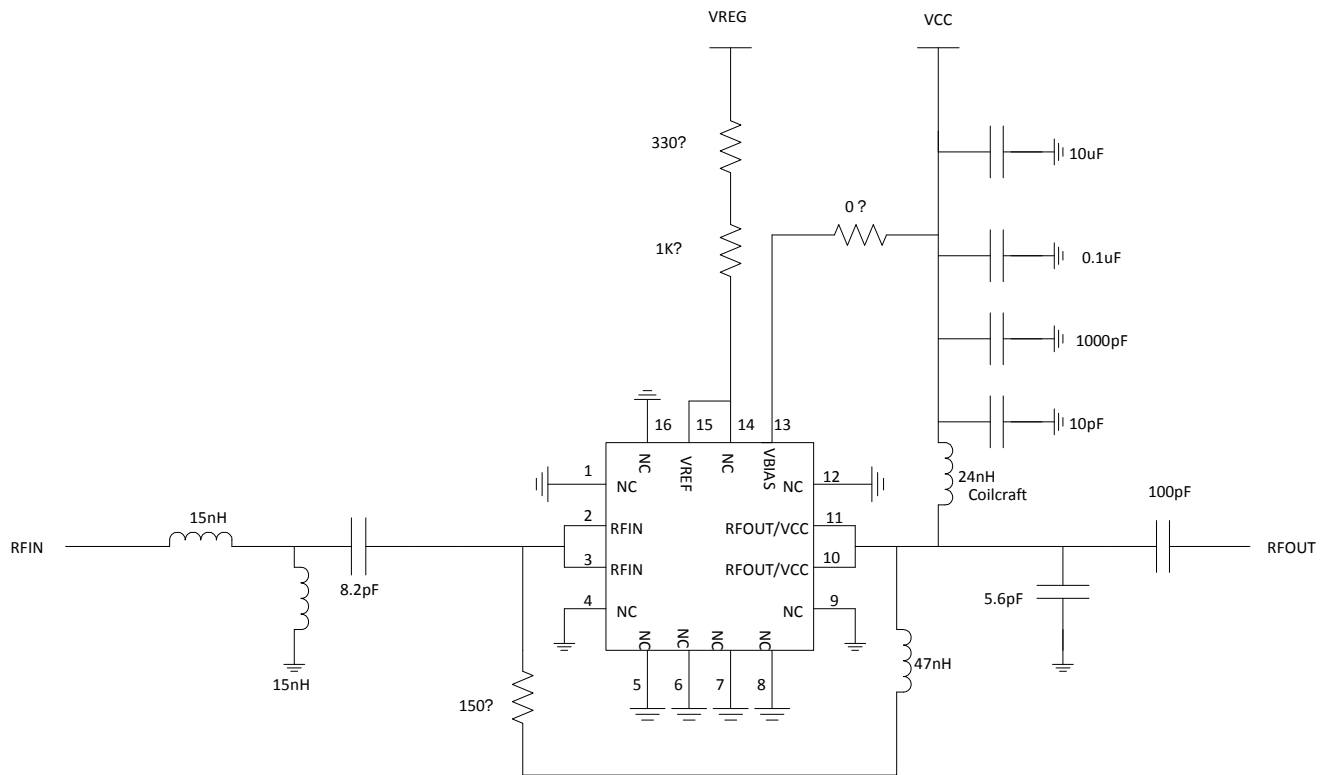 VREG
VCC
330?
10uF
0 ?
1K?
0.1uF
1000pF
10pF
16
15
14
13
NC
VREF
NC
VBIAS
24nH
Coilcraft
1
NC
12
NC
100pF
15nH
2
RFIN
11
RFOUT/VCC
RFIN
RFOUT
3
RFIN
10
RFOUT/VCC
8.2pF
5.6pF
4
NC
9
NC
NC
NC
NC
NC
47nH
15nH
5
6
7
8
150?